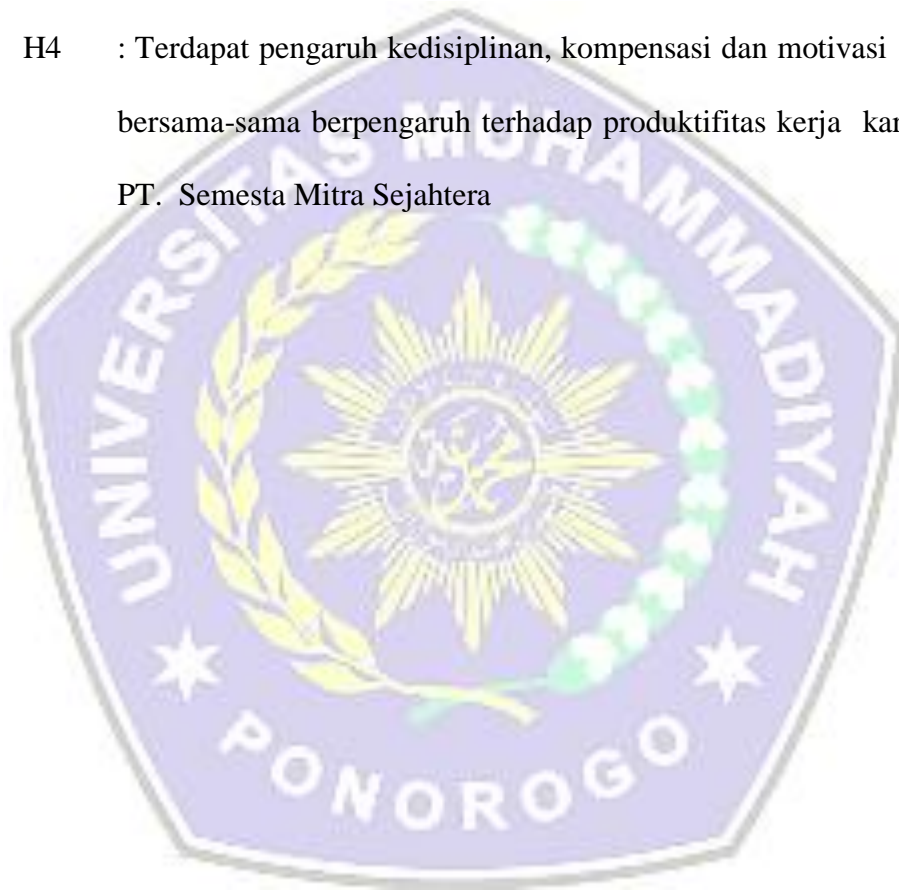 H4 : Terdapat pengaruh kedisiplinan, kompensasi dan motivasi
bersama-sama berpengaruh terhadap produktifitas kerja
PT. Semesta Mitra Sejahtera
UNIVERSITAS MUHAMMADIYAH
PONOROGO